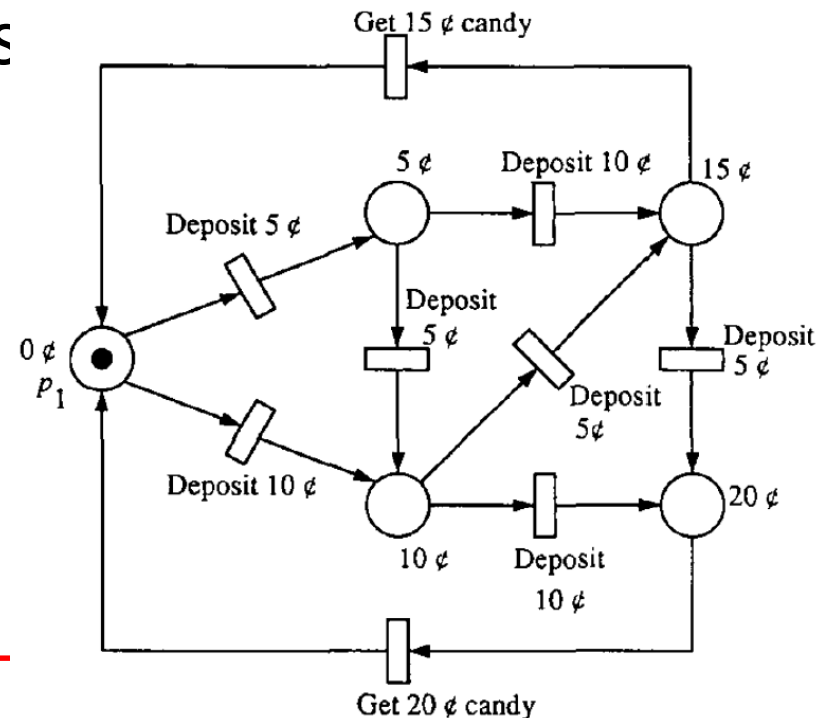 s
Get 15 ¢ candy
5 ¢
Deposit 10 ¢
15 ¢
Deposit 5 ¢
Deposit
5 ¢
0 ¢
p1
Deposit
5¢
Deposit
5 ¢
Deposit 10 ¢
10 ¢
Deposit
10 ¢
20 ¢
Get 20 ¢ candy